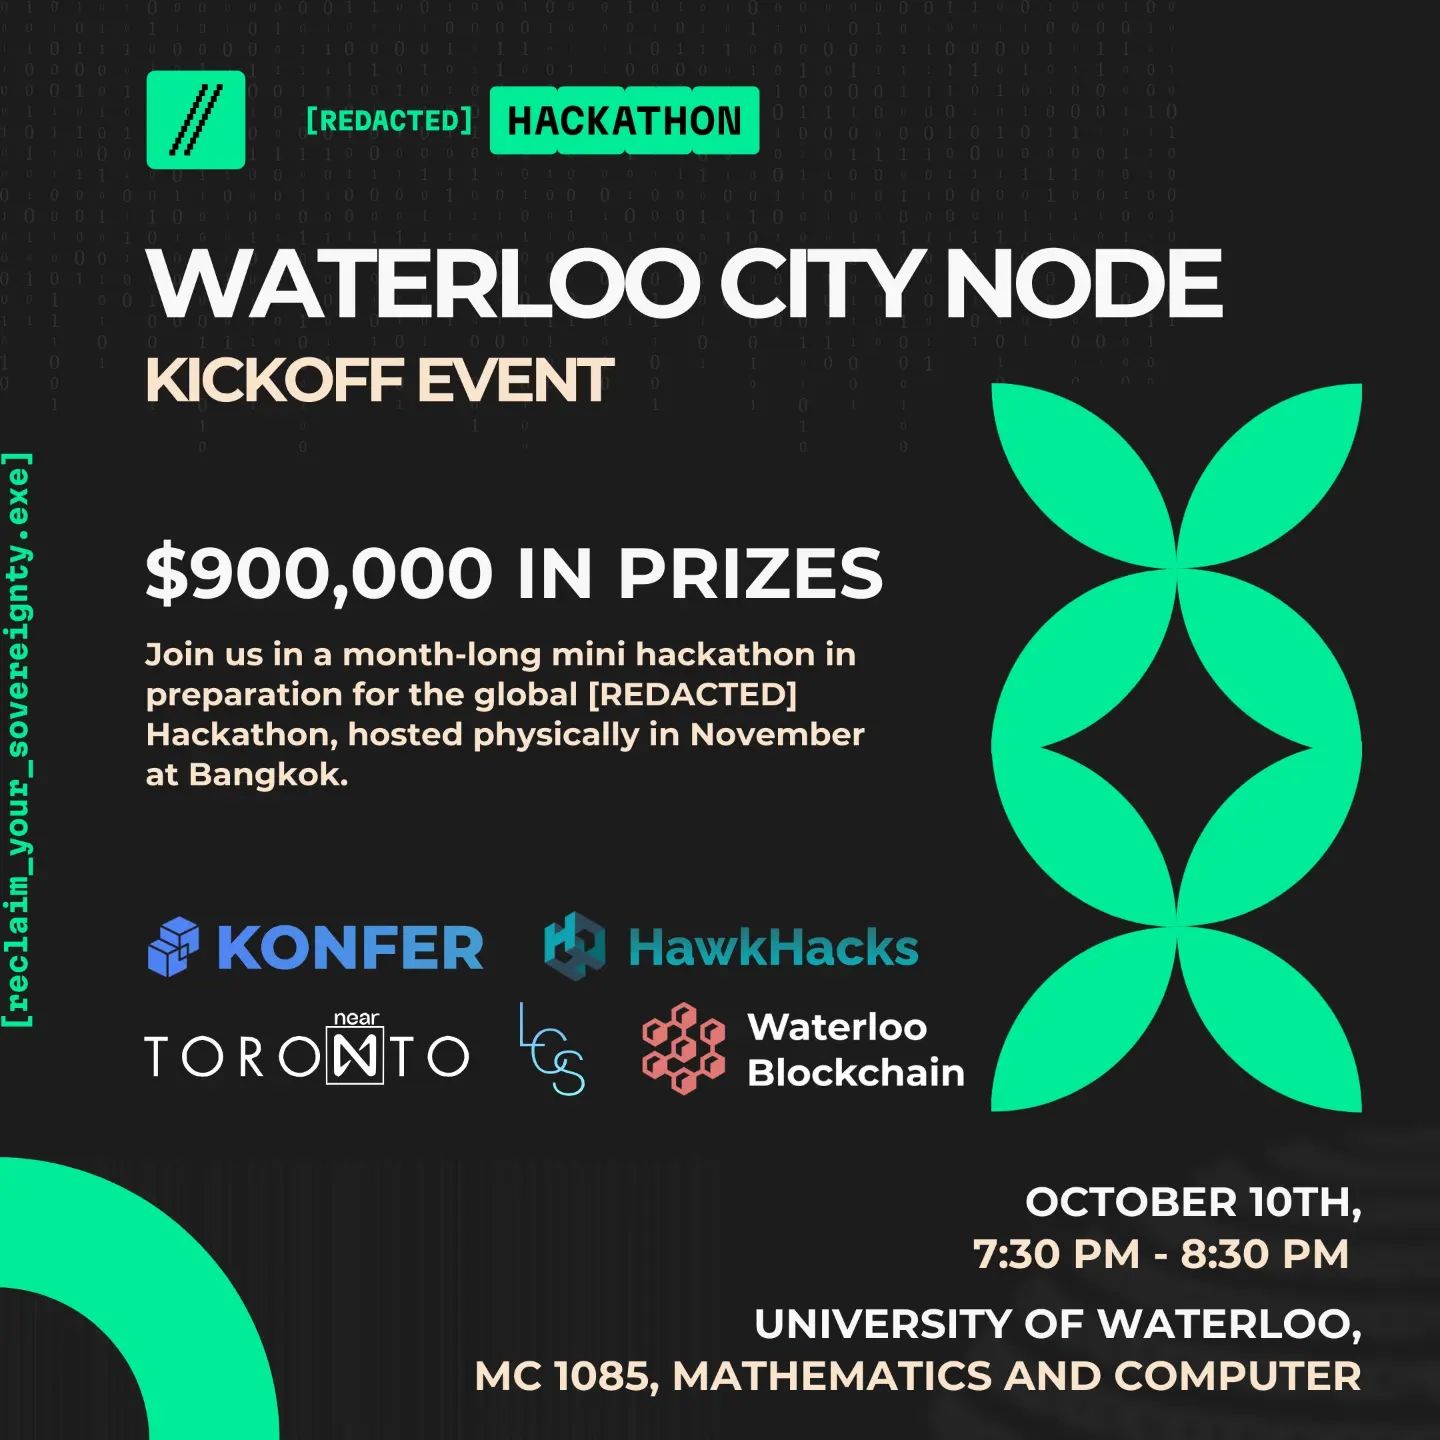 [REDACTED] HACKATHON
WATERLOO CITY NODE
KICKOFF EVENT
[reclaim_your_sovereignty.exe]
$900,000 IN PRIZES
Join us in a month-long mini hackathon in
preparation for the global [REDACTED]
Hackathon, hosted physically in November
at Bangkok.
KONFER
HawkHacks
near
TORONTO
LCS
Waterloo
Blockchain
OCTOBER 10TH,
7:30 PM - 8:30 PM
UNIVERSITY OF WATERLOO,
MC 1085, MATHEMATICS AND COMPUTER